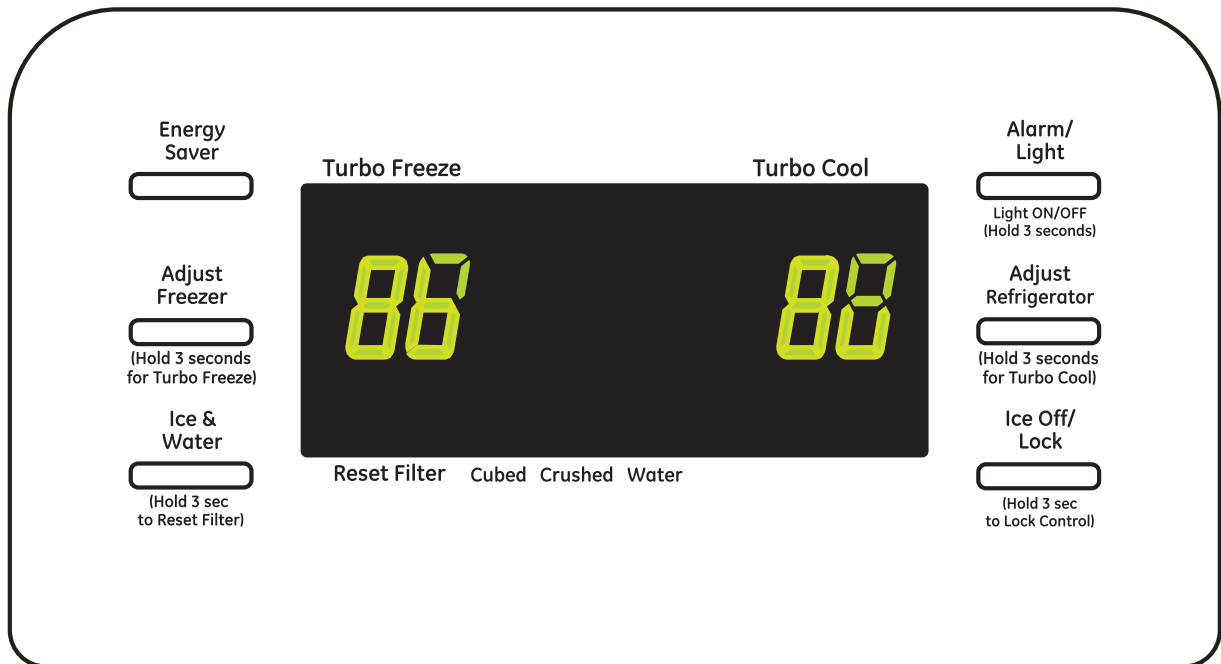 Energy
Saver
Turbo Freeze
Turbo Cool
Alarm/
Light
Light ON/OFF
(Hold 3 seconds)
Adjust
Freezer
(Hold 3 seconds
for Turbo Freeze)
Adjust
Refrigerator
(Hold 3 seconds
for Turbo Cool)
Ice &
Water
(Hold 3 sec
to Reset Filter)
Reset Filter Cubed Crushed Water
Ice Off/
Lock
(Hold 3 sec
to Lock Control)